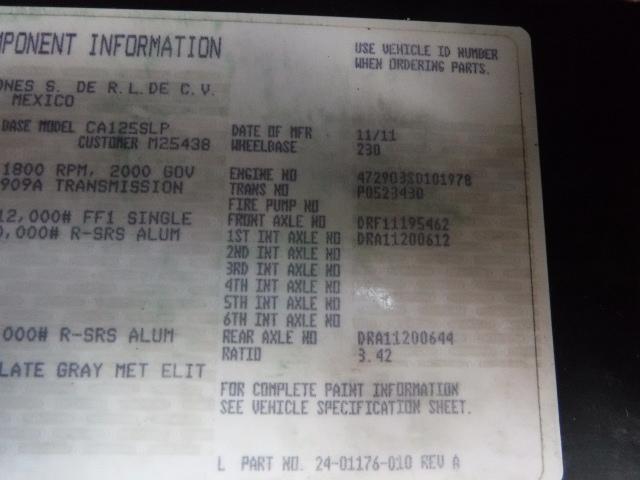 MPONENT INFORMATION
USE VEHICLE ID NUMBER
WHEN ORDERING PARTS.
ONES S. DE R.L.DE C.V.
MEXICO
BASE MODEL CA125SLP
CUSTOMER M25438
DATE OF MFR 11/11
WHEELBASE 230
1800 RPM, 2000 GOV
909A TRANSMISSION
ENGINE NO 472903S0101978
TRANS NO P0523430
FIRE PUMP NO
12,000# FF1 SINGLE
FRONT AXLE NO DRF11195462
0,000# R-SRS ALUM
1ST INT AXLE NO DRA11200612
2ND INT AXLE NO
3RD INT AXLE NO
4TH INT AXLE NO
5TH INT AXLE NO
6TH INT AXLE NO
,000# R-SRS ALUM
REAR AXLE NO DRA11200644
RATIO 3.42
LATE GRAY MET ELIT
FOR COMPLETE PAINT INFORMATION
SEE VEHICLE SPECIFICATION SHEET.
L PART NO. 24-01176-010 REV A